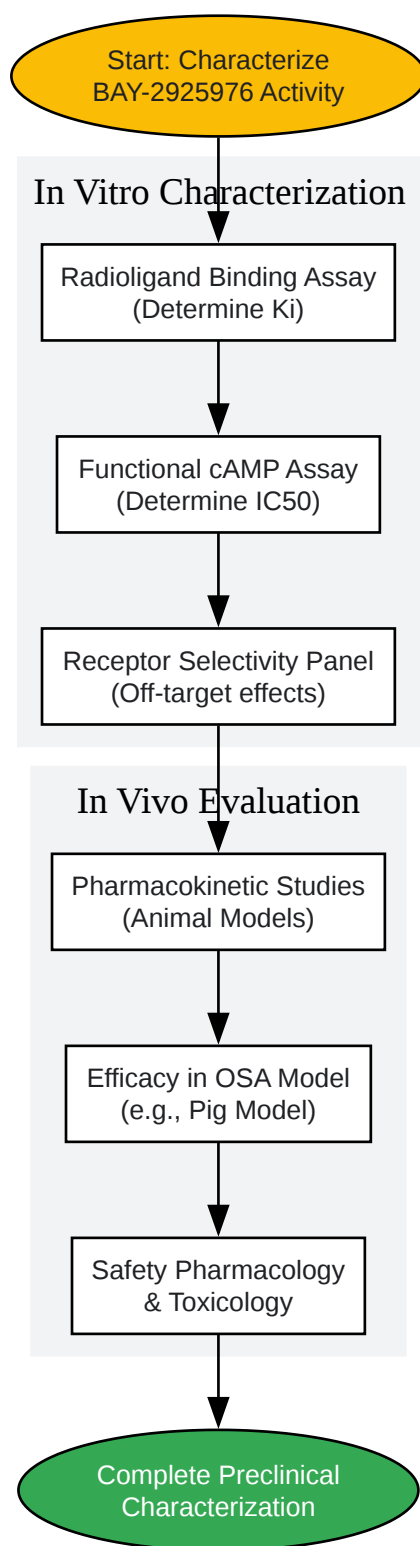 Start: Characterize
BAY-2925976 Activity
In Vitro Characterization
Radioligand Binding Assay
(Determine Ki)
Functional cAMP Assay
(Determine IC50)
Receptor Selectivity Panel
(Off-target effects)
In Vivo Evaluation
Pharmacokinetic Studies
(Animal Models)
Efficacy in OSA Model
(e.g., Pig Model)
Safety Pharmacology
& Toxicology
Complete Preclinical
Characterization